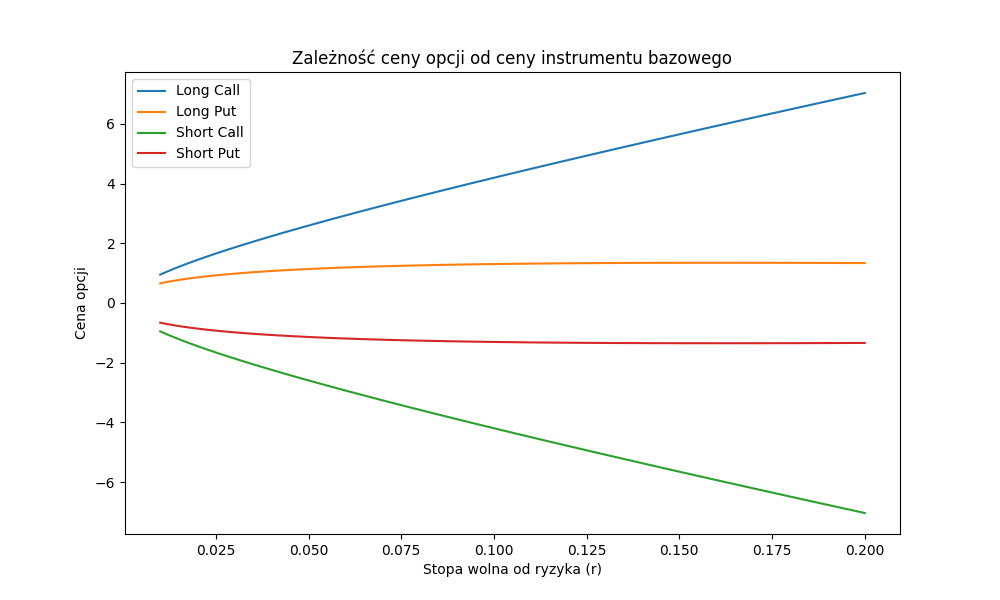 Zależność ceny opcji od ceny instrumentu bazowego
Long Call
Long Put
Short Call
Short Put
Cena opcji
6
4
2
0
−2
−4
−6
0.025 0.050 0.075 0.100 0.125 0.150 0.175 0.200
Stopa wolna od ryzyka (r)